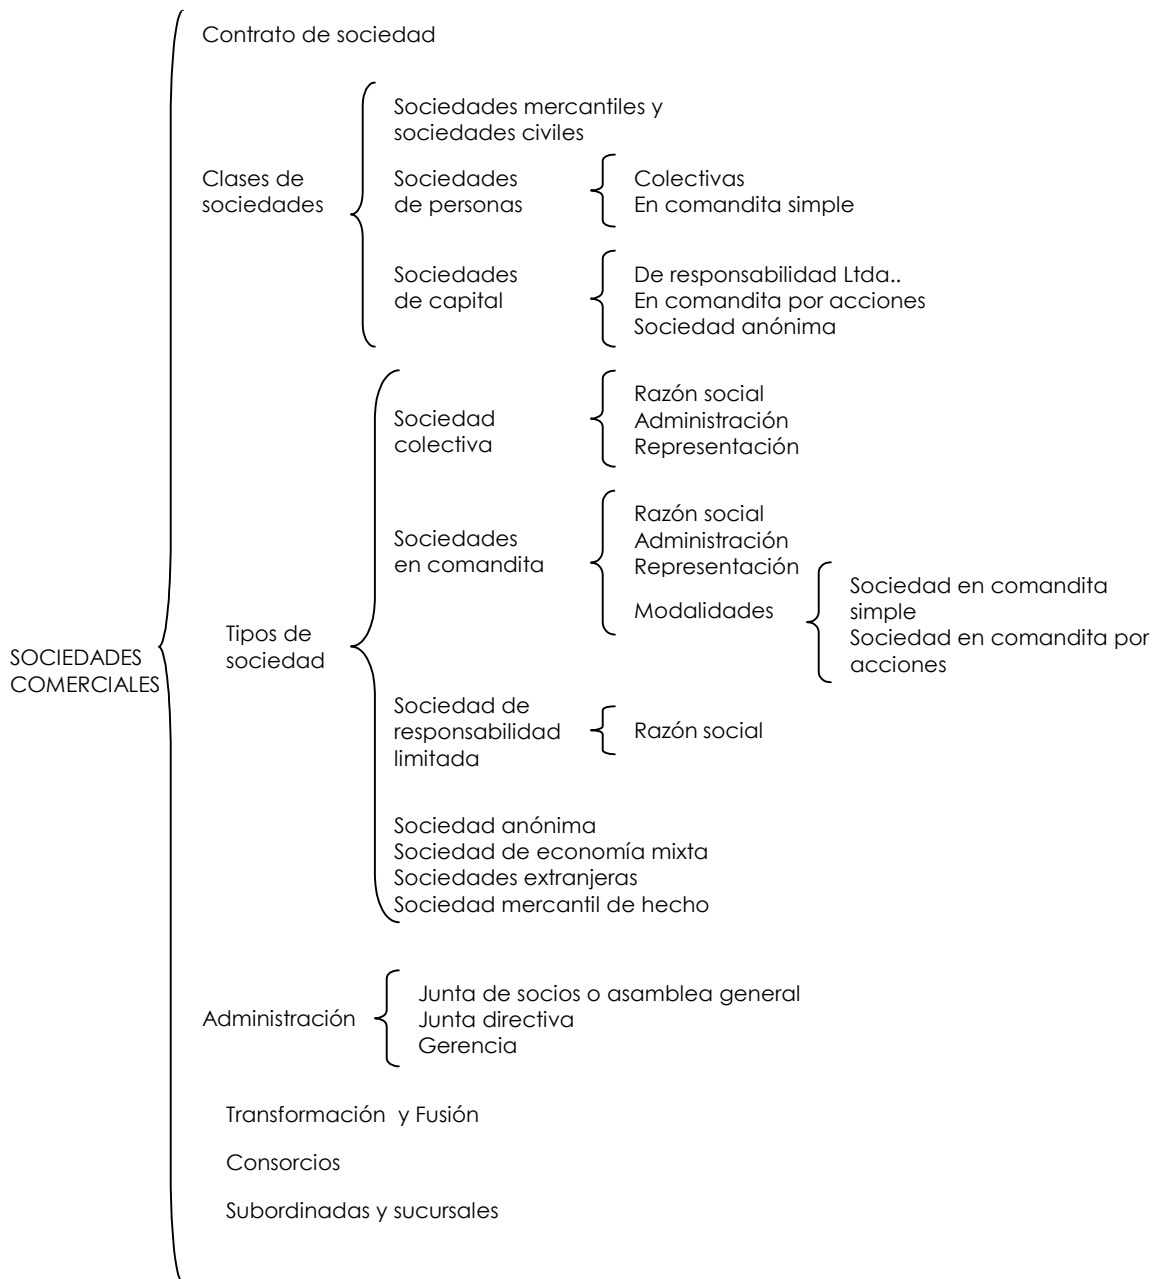 Contrato de sociedad
Sociedades mercantiles y
sociedades civiles
Clases de
sociedades
Sociedades
de personas
Colectivas
En comandita simple
Sociedades
de capital
De responsabilidad Ltda..
En comandita por acciones
Sociedad anónima
Sociedad
colectiva
Razón social
Administración
Representación
Sociedades
en comandita
Razón social
Administración
Representación
Modalidades
Sociedad en comandita
simple
Sociedad en comandita por
acciones
Tipos de
sociedad
SOCIEDADES
COMERCIALES
Sociedad de
responsabilidad
limitada
Razón social
Sociedad anónima
Sociedad de economía mixta
Sociedades extranjeras
Sociedad mercantil de hecho
Administración
Junta de socios o asamblea general
Junta directiva
Gerencia
Transformación y Fusión
Consorcios
Subordinadas y sucursales